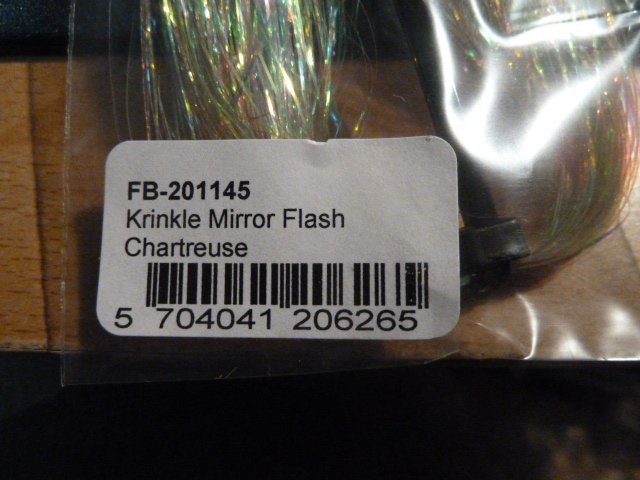 FB-201145
Krinkle Mirror Flash
Chartreuse
5 704041 206265